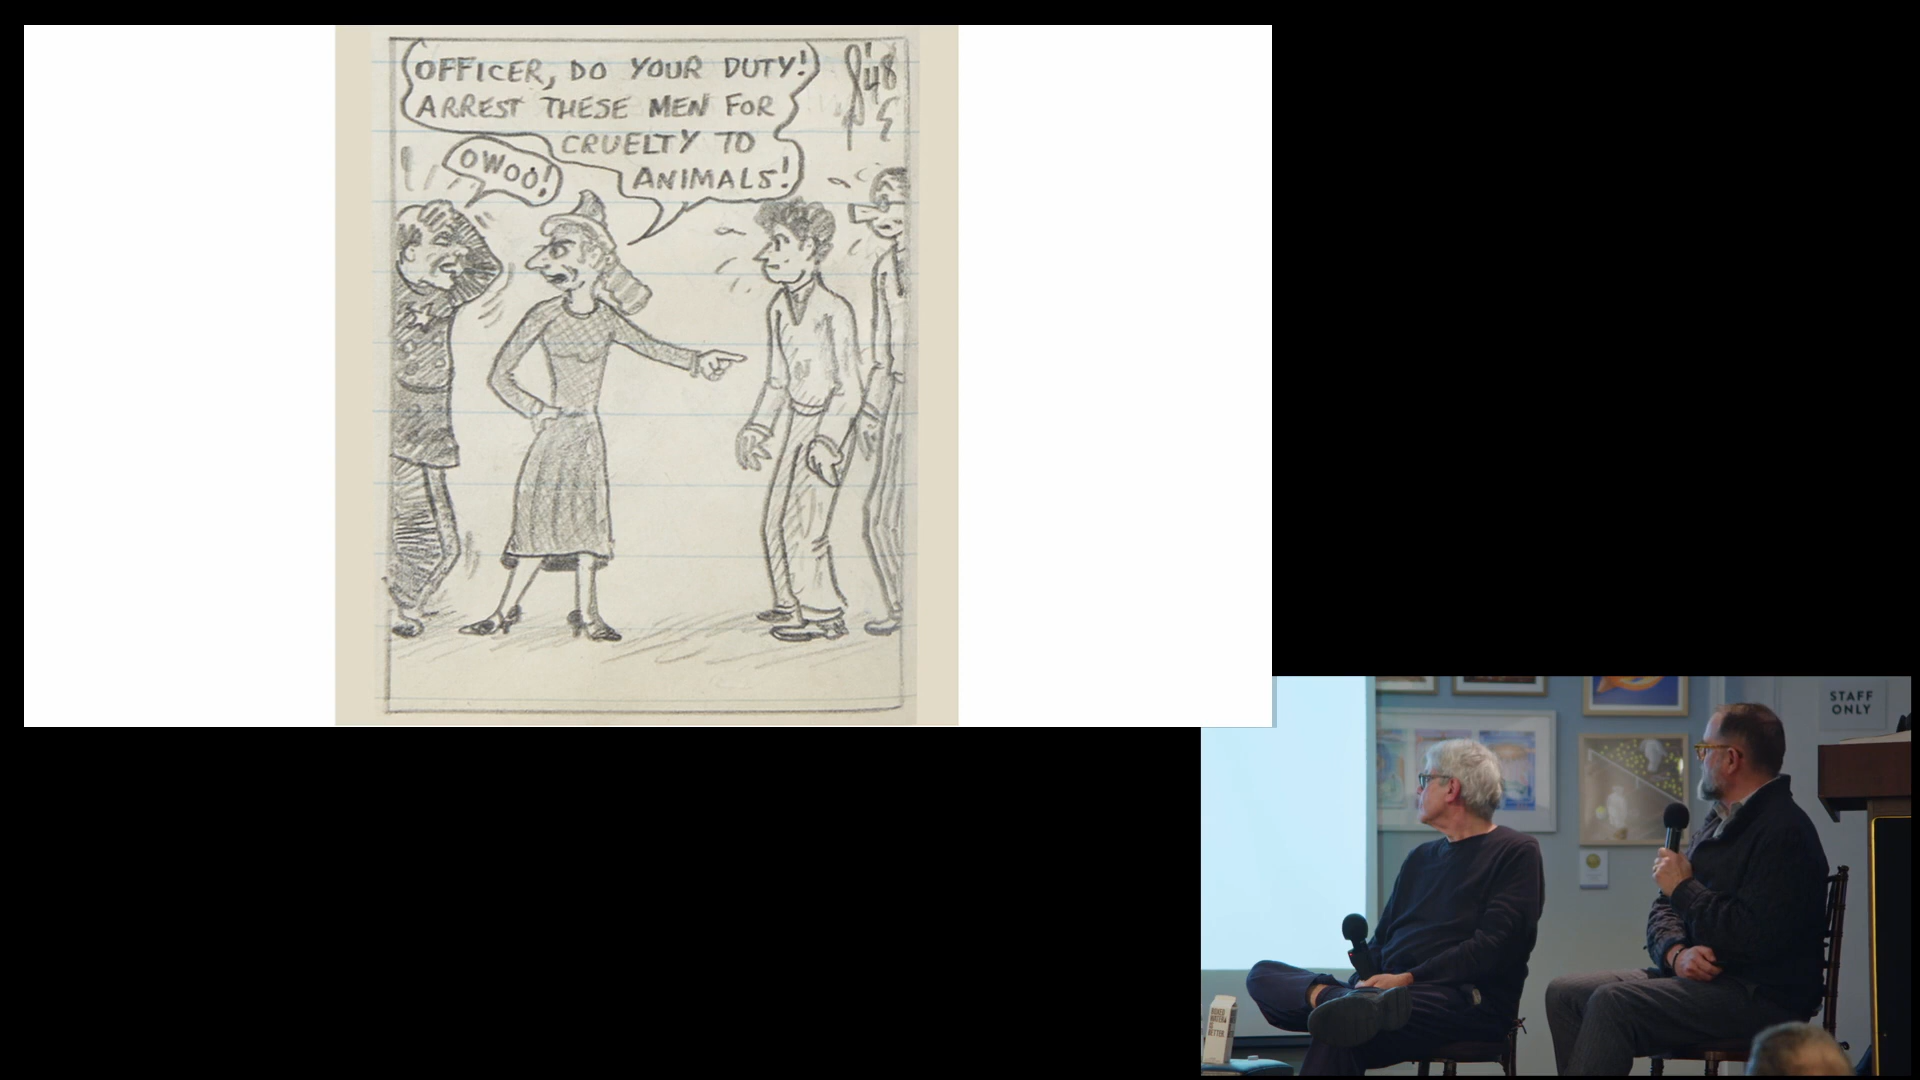 OFFICER, DO YOUR DUTY!
ARREST THESE MEN FOR
CRUELTY TO
ANIMALS!
OWOO!
'48
STAFF
ONLY